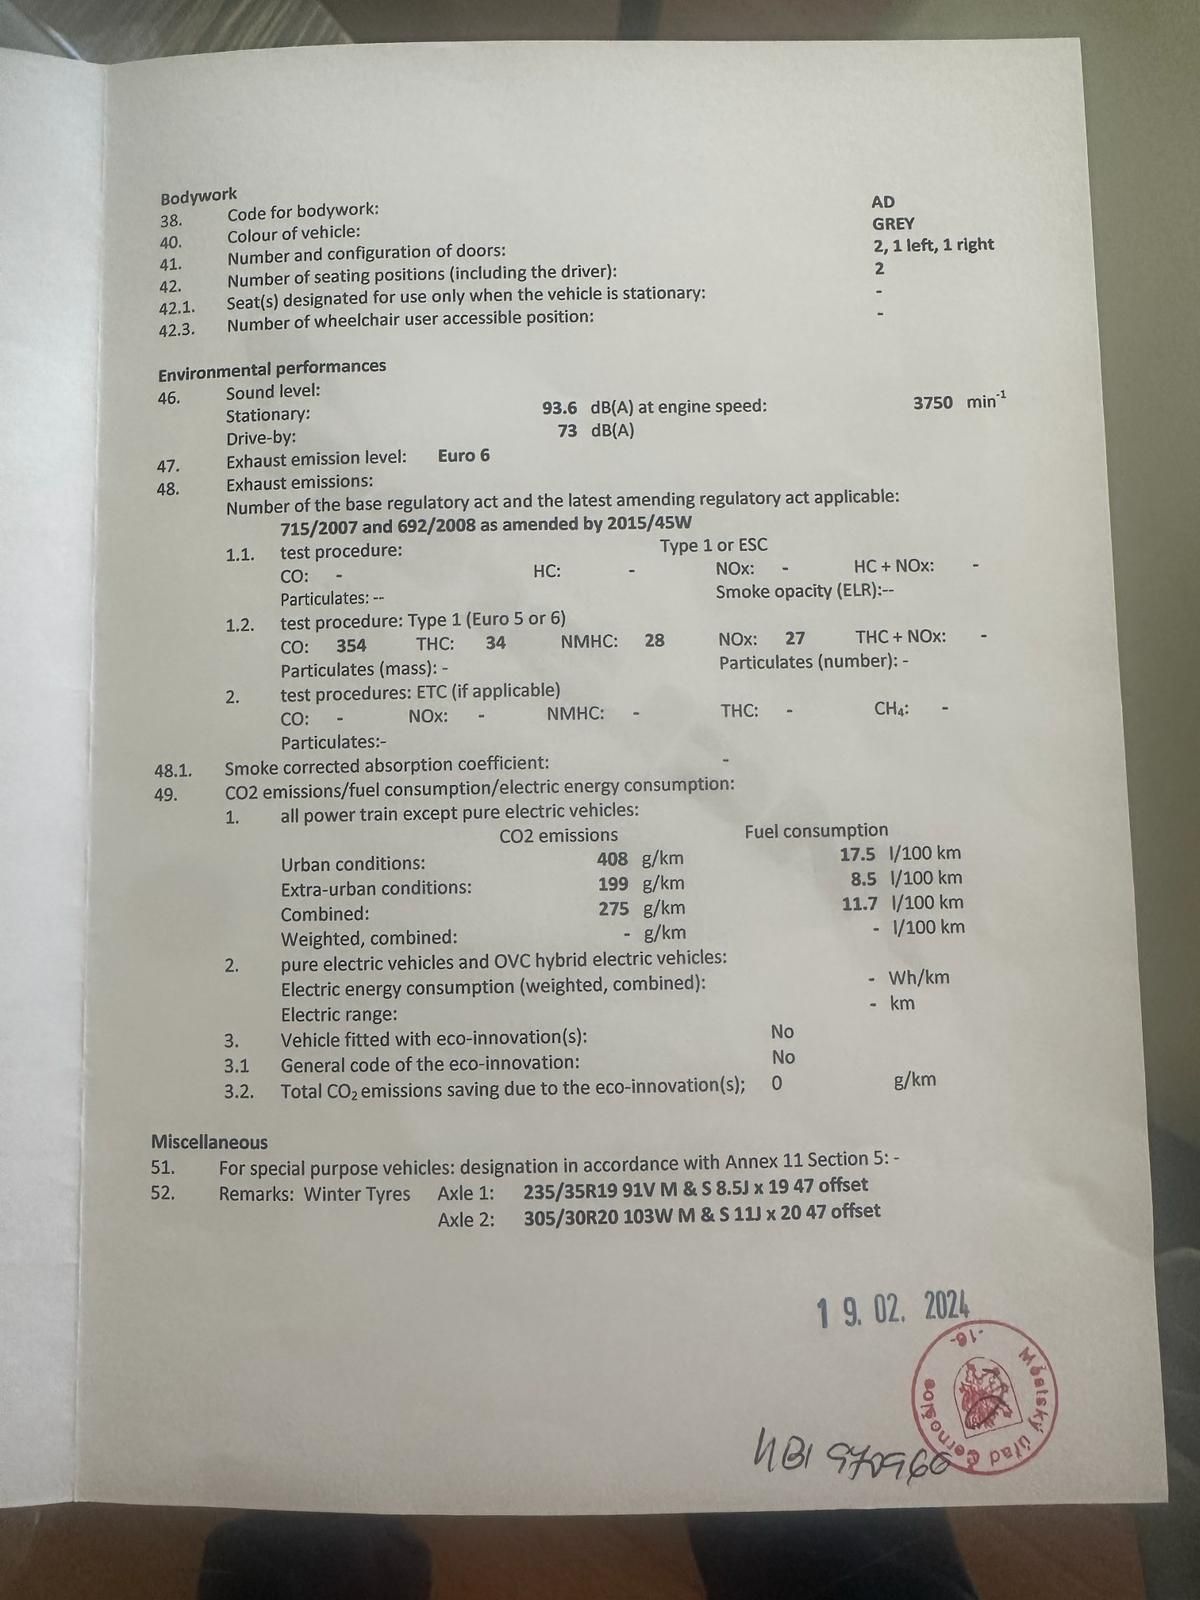 Bodywork
38. Code for bodywork: AD
40. Colour of vehicle: GREY
41. Number and configuration of doors: 2, 1 left, 1 right
42. Number of seating positions (including the driver): 2
42.1. Seat(s) designated for use only when the vehicle is stationary: -
42.3. Number of wheelchair user accessible position: -
Environmental performances
46. Sound level:
Stationary: 93.6 dB(A) at engine speed: 3750 min-1
Drive-by: 73 dB(A)
47. Exhaust emission level: Euro 6
48. Exhaust emissions:
Number of the base regulatory act and the latest amending regulatory act applicable:
715/2007 and 692/2008 as amended by 2015/45W
1.1. test procedure: Type 1 or ESC
CO: - HC: - NOx: - HC + NOx: -
Particulates: -- Smoke opacity (ELR):--
1.2. test procedure: Type 1 (Euro 5 or 6)
CO: 354 THC: 34 NMHC: 28 NOx: 27 THC + NOx: -
Particulates (mass): - Particulates (number): -
2. test procedures: ETC (if applicable)
CO: - NOx: - NMHC: - THC: - CH4: -
Particulates:-
48.1. Smoke corrected absorption coefficient: -
49. CO2 emissions/fuel consumption/electric energy consumption:
1. all power train except pure electric vehicles:
CO2 emissions Fuel consumption
Urban conditions: 408 g/km 17.5 l/100 km
Extra-urban conditions: 199 g/km 8.5 l/100 km
Combined: 275 g/km 11.7 l/100 km
Weighted, combined: - g/km - l/100 km
2. pure electric vehicles and OVC hybrid electric vehicles:
Electric energy consumption (weighted, combined): - Wh/km
Electric range: - km
3. Vehicle fitted with eco-innovation(s): No
3.1 General code of the eco-innovation: No
3.2. Total CO2 emissions saving due to the eco-innovation(s); 0 g/km
Miscellaneous
51. For special purpose vehicles: designation in accordance with Annex 11 Section 5: -
52. Remarks: Winter Tyres Axle 1: 235/35R19 91V M & S 8.5J x 19 47 offset
Axle 2: 305/30R20 103W M & S 11J x 20 47 offset
19. 02. 2024
Městský úřad Černošice
-16-